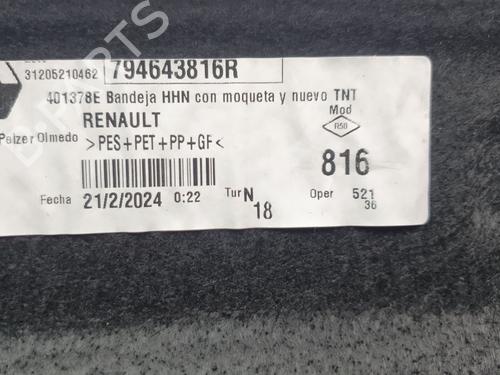 31205210462 794643816R
401378E Bandeja HHN con moqueta y nuevo TNT
RENAULT Mod
Pelzer Olmedo >PES+PET+PP+GF< R50
816
Fecha 21/2/2024 0:22 Tur N Oper 521
18 36